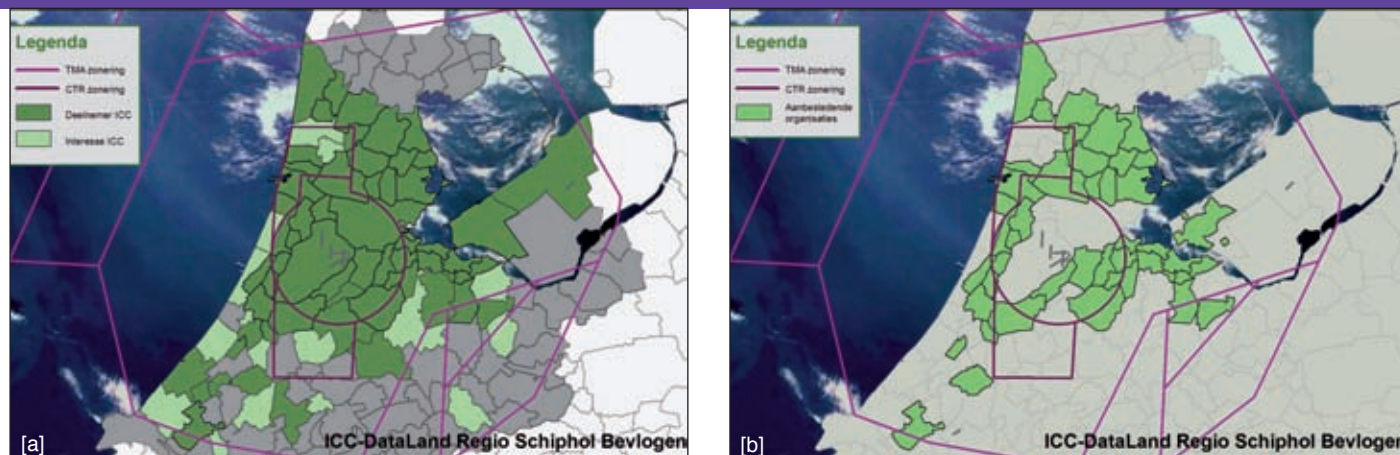 Legenda
TMA zonering
CTR zonering
Deelnemer ICC
Interesse ICC
[a]
ICC-DataLand Regio Schiphol Bevlogen
Legenda
TMA zonering
CTR zonering
Aanbestedende
organisaties
[b]
ICC-DataLand Regio Schiphol Bevlogen